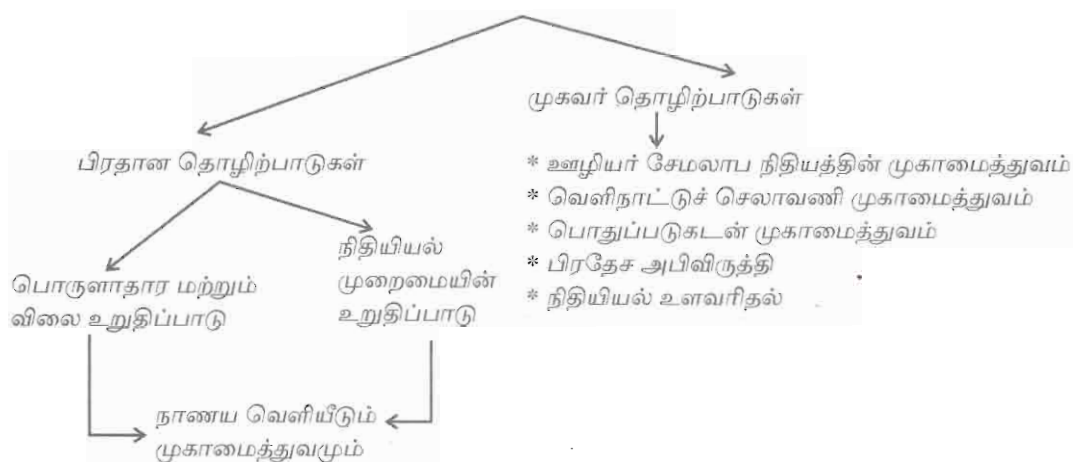 முகவர் தொழிற்பாடுகள்
பிரதான தொழிற்பாடுகள்
* ஊழியர் சேமலாப நிதியத்தின் முகாமைத்துவம்
* வெளிநாட்டுச் செலாவணி முகாமைத்துவம்
* பொதுப்படுகடன் முகாமைத்துவம்
* பிரதேச அபிவிருத்தி
* நிதியியல் உளவரிதல்
பொருளாதார மற்றும்
விலை உறுதிப்பாடு
நிதியியல்
முறைமையின்
உறுதிப்பாடு
நாணய வெளியீடும்
முகாமைத்துவமும்